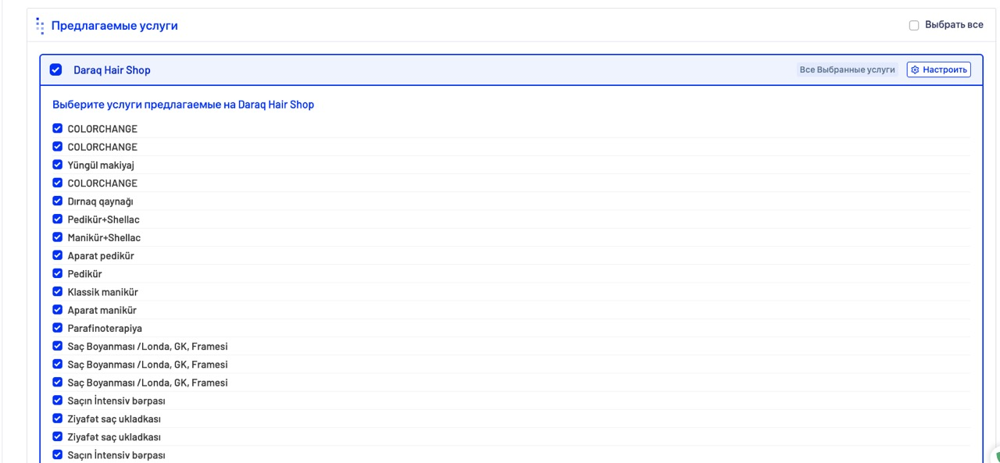 Предлагаемые услуги
Выбрать все
Daraq Hair Shop
Все Выбранные услуги
Настроить
Выберите услуги предлагаемые на Daraq Hair Shop
COLORCHANGE
COLORCHANGE
Yüngül makiyaj
COLORCHANGE
Dırnaq qaynağı
Pedikür+Shellac
Manikür+Shellac
Aparat pedikür
Pedikür
Klassik manikür
Aparat manikür
Parafinoterapiya
Saç Boyanması /Londa, GK, Framesi
Saç Boyanması /Londa, GK, Framesi
Saç Boyanması /Londa, GK, Framesi
Saçın İntensiv bərpası
Ziyafət saç ukladkası
Ziyafət saç ukladkası
Saçın İntensiv bərpası